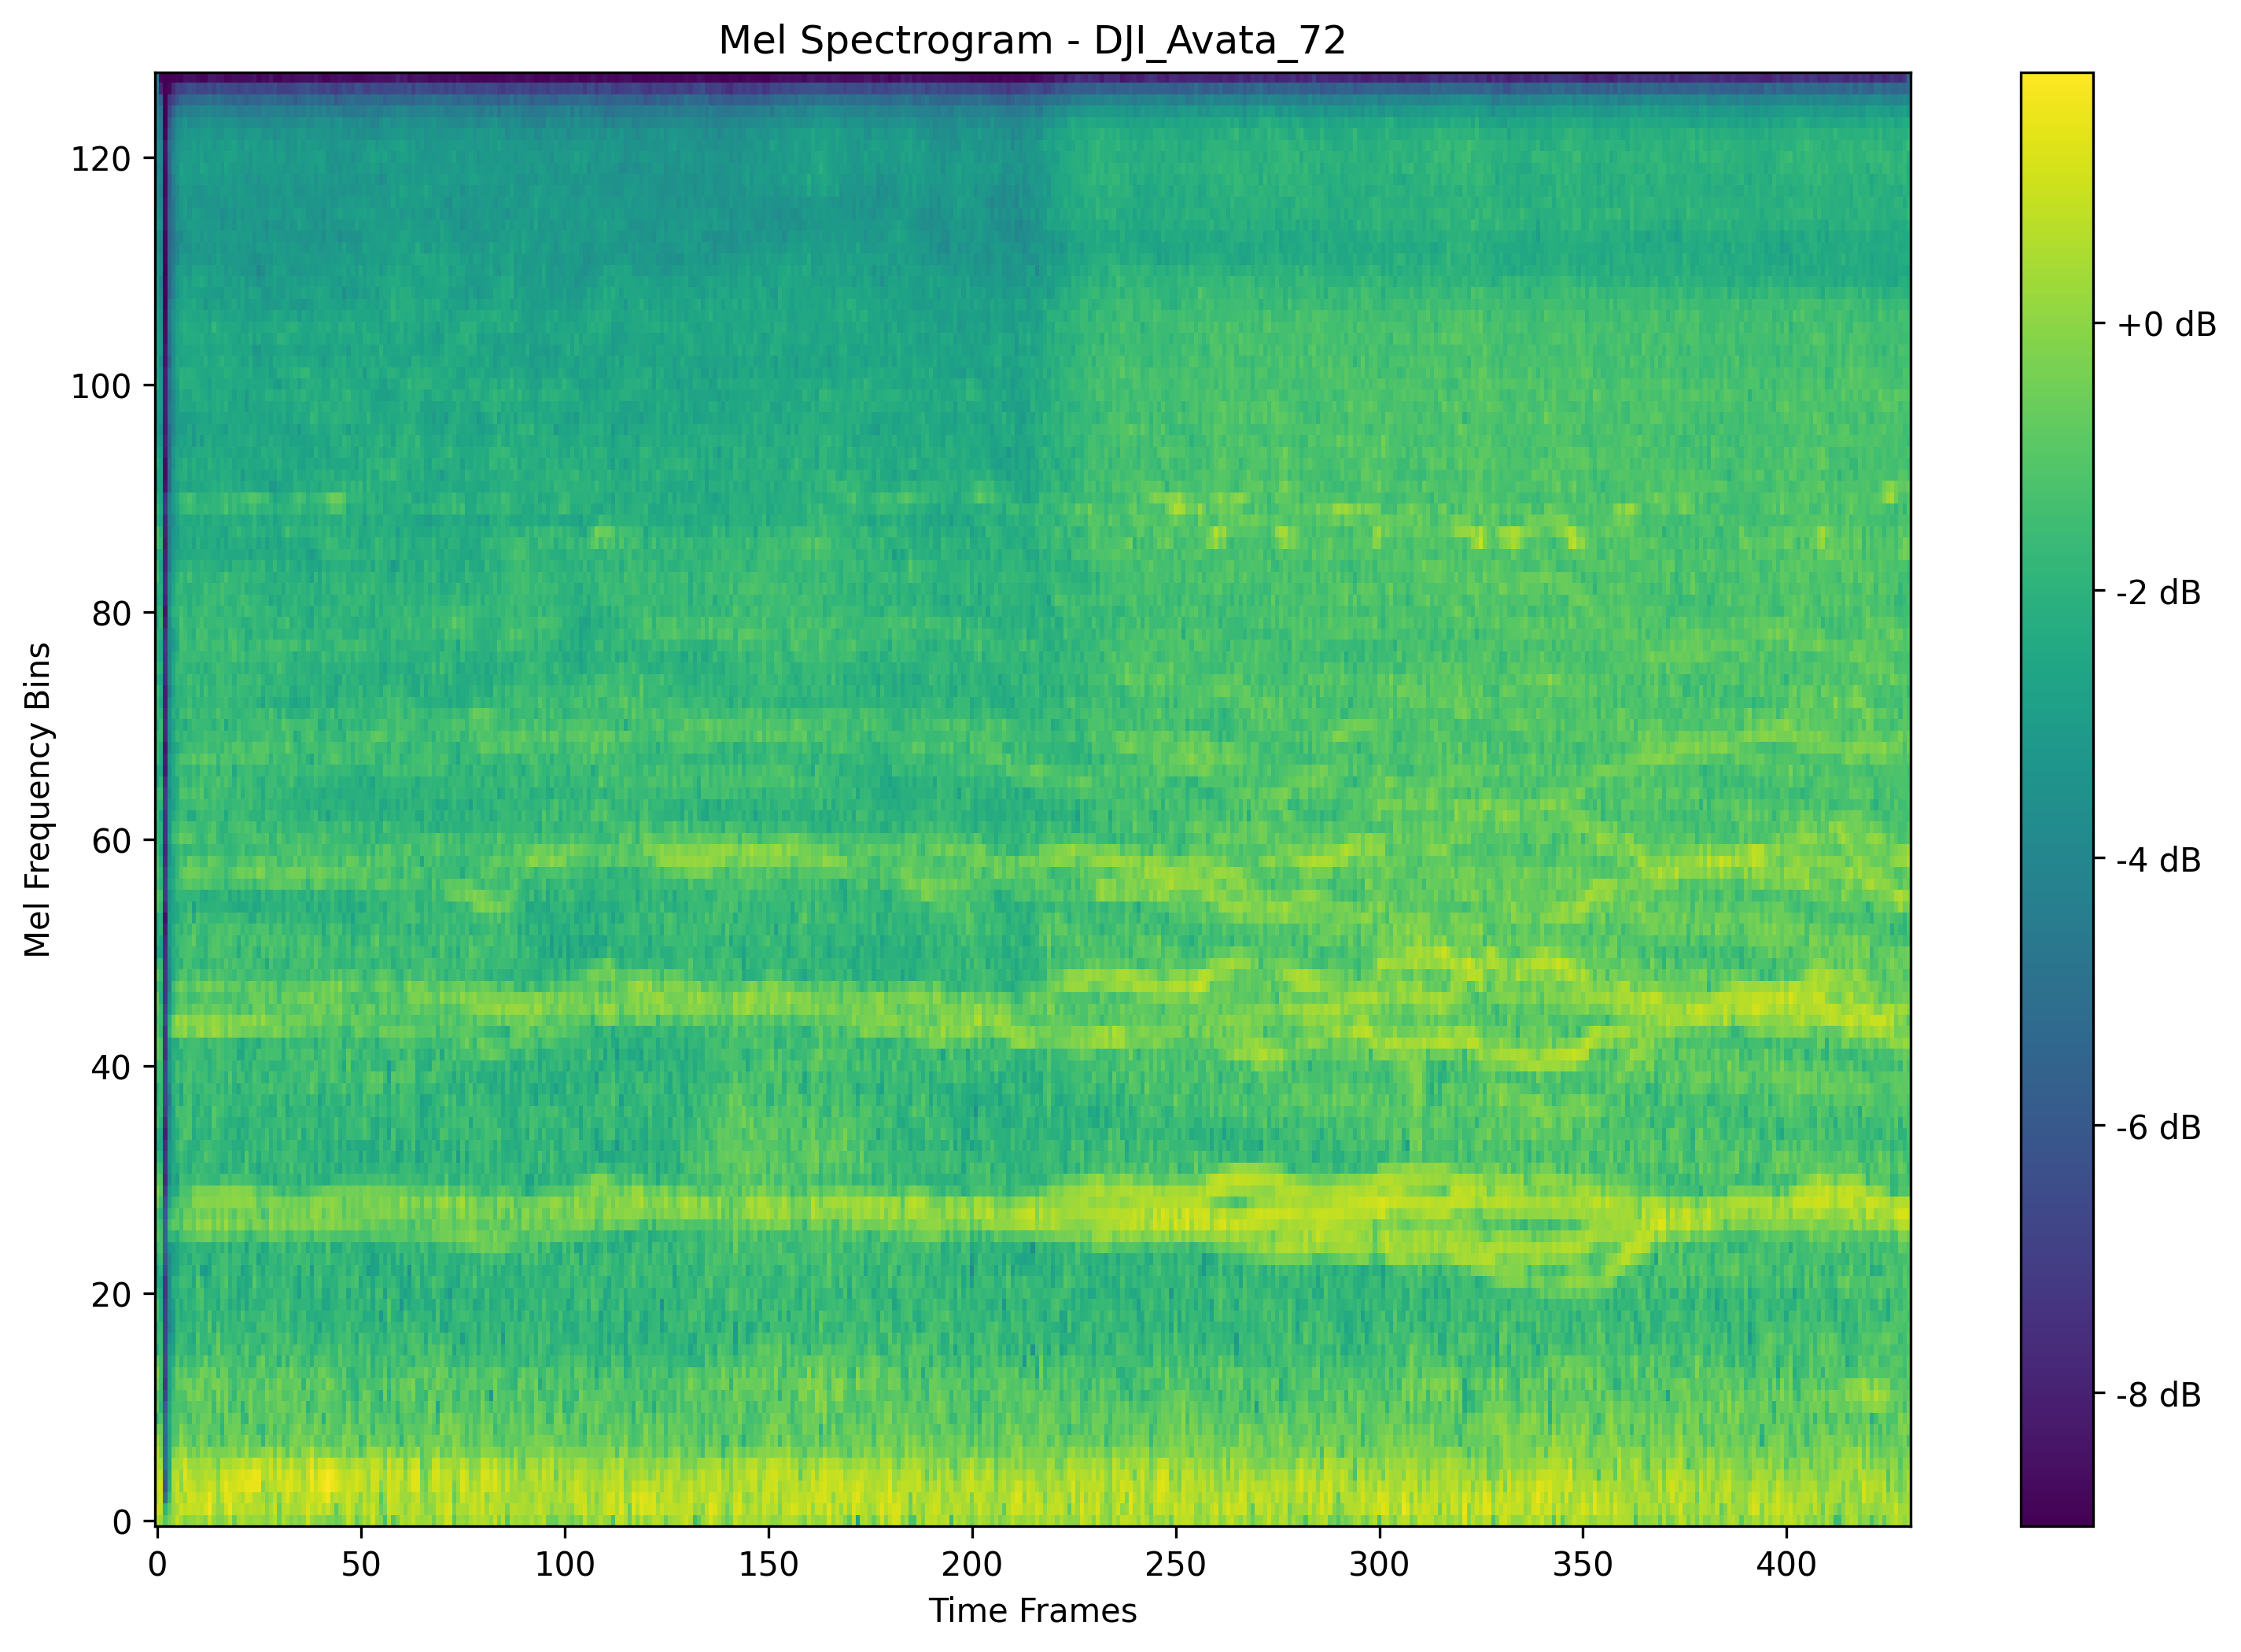 Mel Spectrogram - DJI_Avata_72
Mel Frequency Bins
120
100
80
60
40
20
0
0 50 100 150 200 250 300 350 400
Time Frames
+0 dB
-2 dB
-4 dB
-6 dB
-8 dB